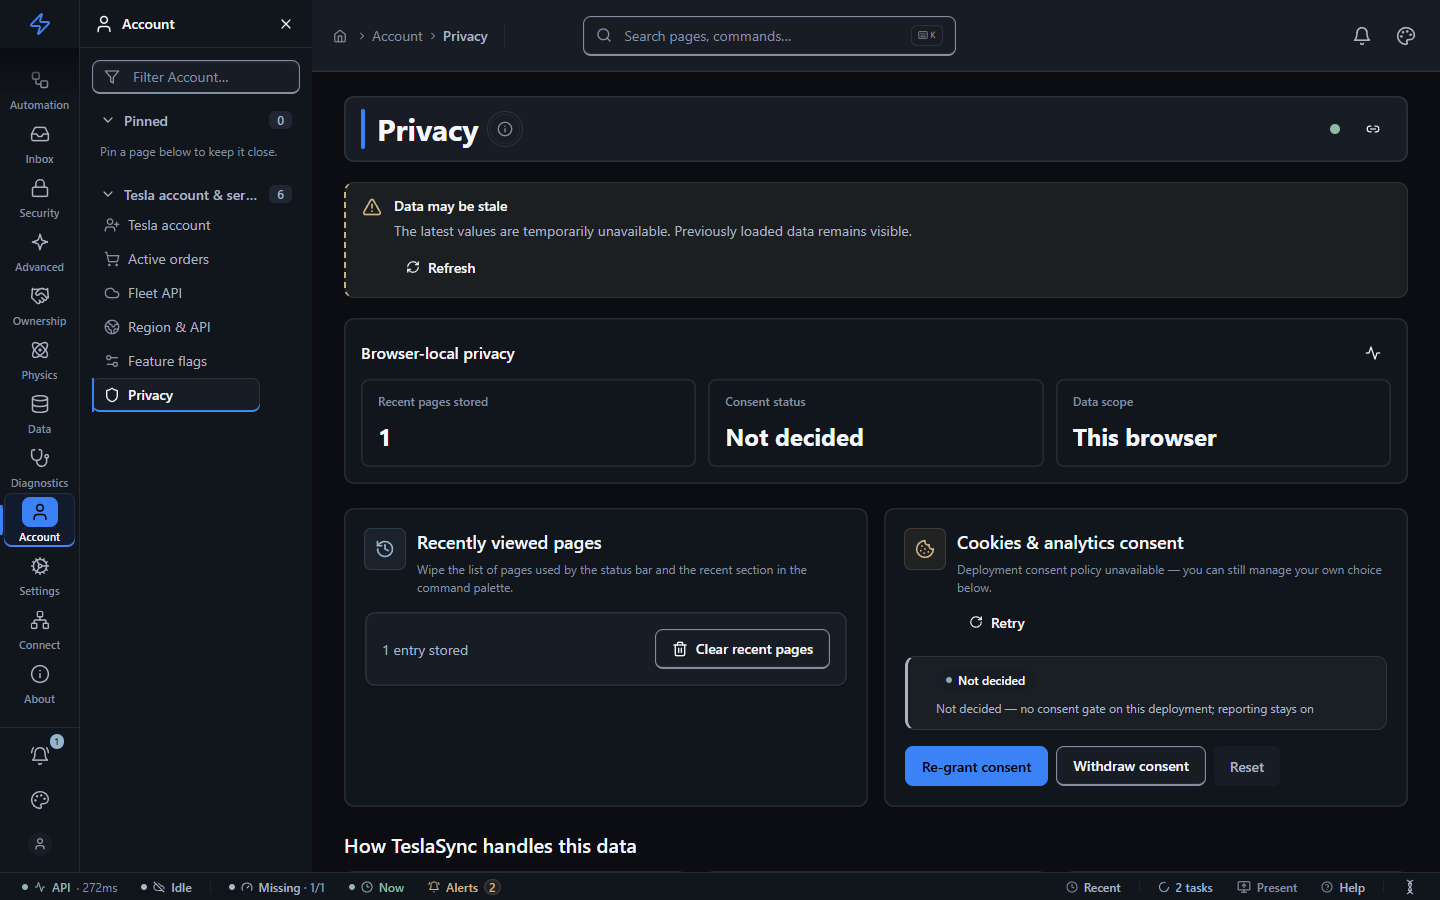 Automation
Inbox
Security
Advanced
Ownership
Physics
Data
Diagnostics
Account
Settings
Connect
About
1
Account
Filter Account...
Pinned
0
Pin a page below to keep it close.
Tesla account & ser...
6
Tesla account
Active orders
Fleet API
Region & API
Feature flags
Privacy
Account
Privacy
Search pages, commands...
K
Privacy
Data may be stale
The latest values are temporarily unavailable. Previously loaded data remains visible.
Refresh
Browser-local privacy
Recent pages stored
1
Consent status
Not decided
Data scope
This browser
Recently viewed pages
Wipe the list of pages used by the status bar and the recent section in the
command palette.
1 entry stored
Clear recent pages
Cookies & analytics consent
Deployment consent policy unavailable — you can still manage your own choice
below.
Retry
Not decided
Not decided — no consent gate on this deployment; reporting stays on
Re-grant consent
Withdraw consent
Reset
How TeslaSync handles this data
API · 272ms
Idle
Missing · 1/1
Now
Alerts 2
Recent
2 tasks
Present
Help